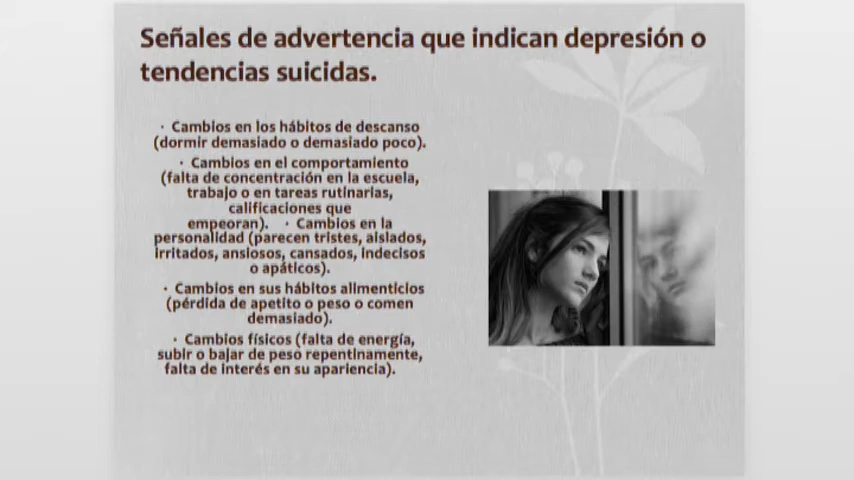 Señales de advertencia que indican depresión o
tendencias suicidas.
· Cambios en los hábitos de descanso
(dormir demasiado o demasiado poco).
· Cambios en el comportamiento
(falta de concentración en la escuela,
trabajo o en tareas rutinarias,
calificaciones que
empeoran). · Cambios en la
personalidad (parecen tristes, aislados,
irritados, ansiosos, cansados, indecisos
o apáticos).
· Cambios en sus hábitos alimenticios
(pérdida de apetito o peso o comen
demasiado).
· Cambios físicos (falta de energía,
subir o bajar de peso repentinamente,
falta de interés en su apariencia).